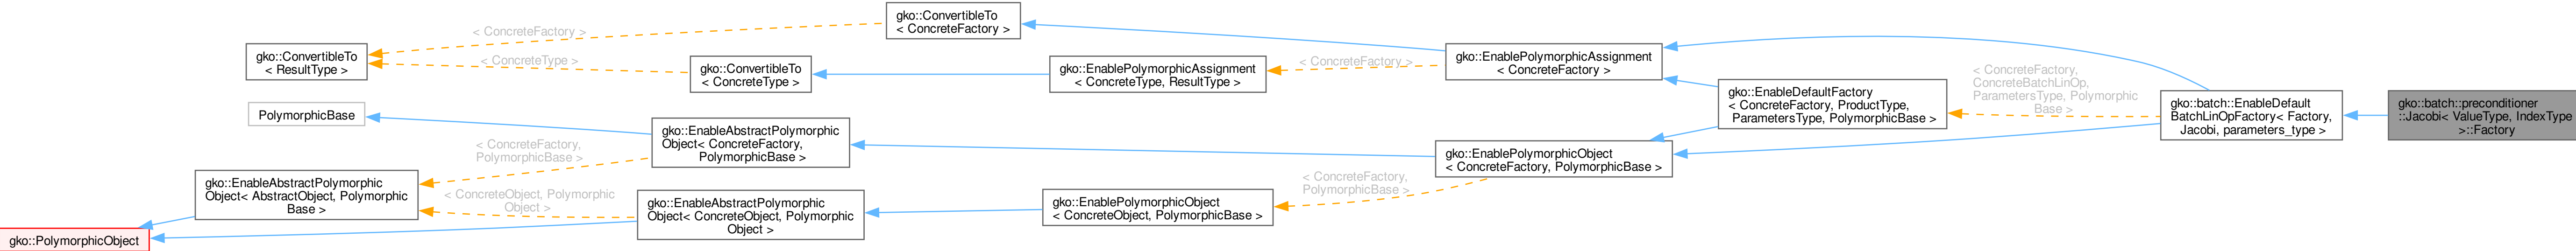 gko::ConvertibleTo
< ConcreteFactory >
< ConcreteFactory >
gko::ConvertibleTo
< ResultType >
< ConcreteType >
gko::ConvertibleTo
< ConcreteType >
gko::EnablePolymorphicAssignment
< ConcreteType, ResultType >
< ConcreteFactory >
gko::EnablePolymorphicAssignment
< ConcreteFactory >
PolymorphicBase
gko::EnableAbstractPolymorphic
Object< ConcreteFactory,
PolymorphicBase >
gko::EnableDefaultFactory
< ConcreteFactory, ProductType,
ParametersType, PolymorphicBase >
< ConcreteFactory,
ConcreteBatchLinOp,
ParametersType, Polymorphic
Base >
gko::batch::EnableDefault
BatchLinOpFactory< Factory,
Jacobi, parameters_type >
gko::batch::preconditioner
::Jacobi< ValueType, IndexType
>::Factory
< ConcreteFactory,
PolymorphicBase >
gko::EnablePolymorphicObject
< ConcreteFactory, PolymorphicBase >
gko::EnableAbstractPolymorphic
Object< AbstractObject, Polymorphic
Base >
< ConcreteObject, Polymorphic
Object >
gko::EnableAbstractPolymorphic
Object< ConcreteObject, Polymorphic
Object >
gko::EnablePolymorphicObject
< ConcreteObject, PolymorphicBase >
< ConcreteFactory,
PolymorphicBase >
gko::PolymorphicObject